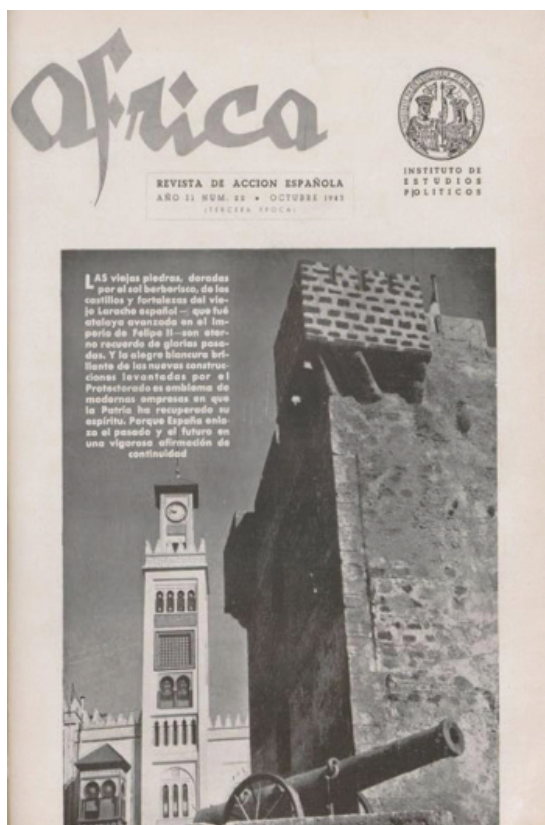 Africa
INSTITUTO DE
ESTUDIOS
POLITICOS
REVISTA DE ACCION ESPAÑOLA
AÑO II NUM. 22 • OCTUBRE 1943
(TERCERA EPOCA)
LAS viejas piedras, doradas
por el sol berberisco, de los
castillos y fortalezas del vie-
jo Larache español — que fué
atalaya avanzada en el Im-
perio de Felipe II—son eter-
no recuerdo de glorias pasa-
das. Y la alegre blancura bri-
llante de las nuevas construc-
ciones levantadas por el
Protectorado es emblema de
modernas empresas en que
la Patria ha recuperado su
espíritu. Porque España enla-
za el pasado y el futuro en
una vigorosa afirmación de
continuidad